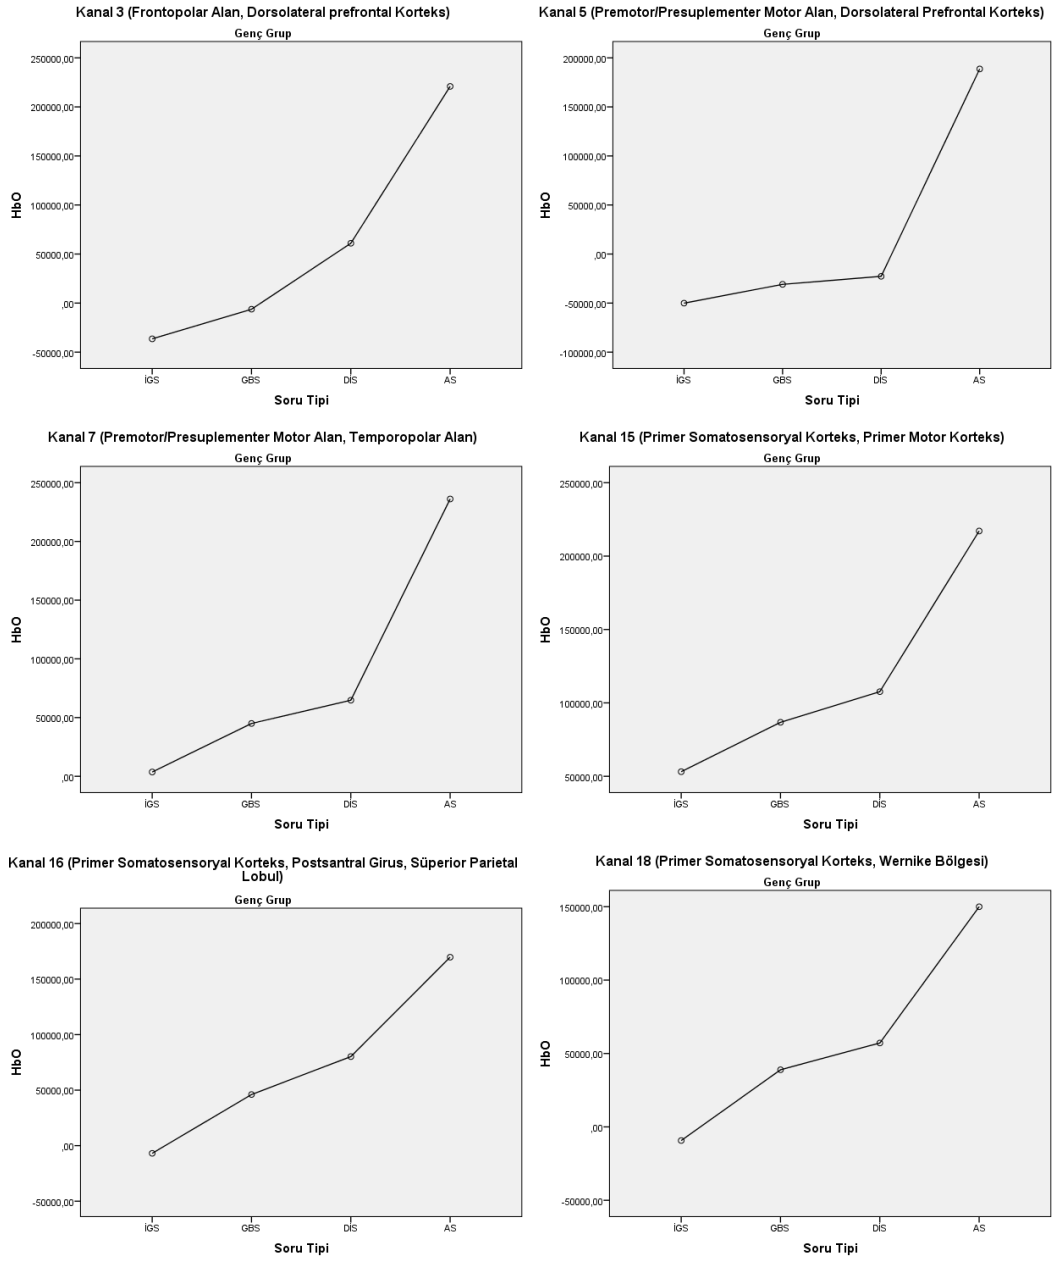 Kanal 3 (Frontopolar Alan, Dorsolateral prefrontal Korteks)
Genç Grup
250000,00
200000,00
150000,00
100000,00
50000,00
,00
-50000,00
HbO
İGS
GBS
DİS
AS
Soru Tipi
Kanal 5 (Premotor/Presuplementer Motor Alan, Dorsolateral Prefrontal Korteks)
Genç Grup
200000,00
150000,00
100000,00
50000,00
,00
-50000,00
-100000,00
HbO
İGS
GBS
DİS
AS
Soru Tipi
Kanal 7 (Premotor/Presuplementer Motor Alan, Temporopolar Alan)
Genç Grup
250000,00
200000,00
150000,00
100000,00
50000,00
,00
HbO
İGS
GBS
DİS
AS
Soru Tipi
Kanal 15 (Primer Somatosensoryal Korteks, Primer Motor Korteks)
Genç Grup
250000,00
200000,00
150000,00
100000,00
50000,00
HbO
İGS
GBS
DİS
AS
Soru Tipi
Kanal 16 (Primer Somatosensoryal Korteks, Postsantral Girus, Süperior Parietal
Lobul)
Genç Grup
200000,00
150000,00
100000,00
50000,00
,00
-50000,00
HbO
İGS
GBS
DİS
AS
Soru Tipi
Kanal 18 (Primer Somatosensoryal Korteks, Wernike Bölgesi)
Genç Grup
150000,00
100000,00
50000,00
,00
-50000,00
HbO
İGS
GBS
DİS
AS
Soru Tipi